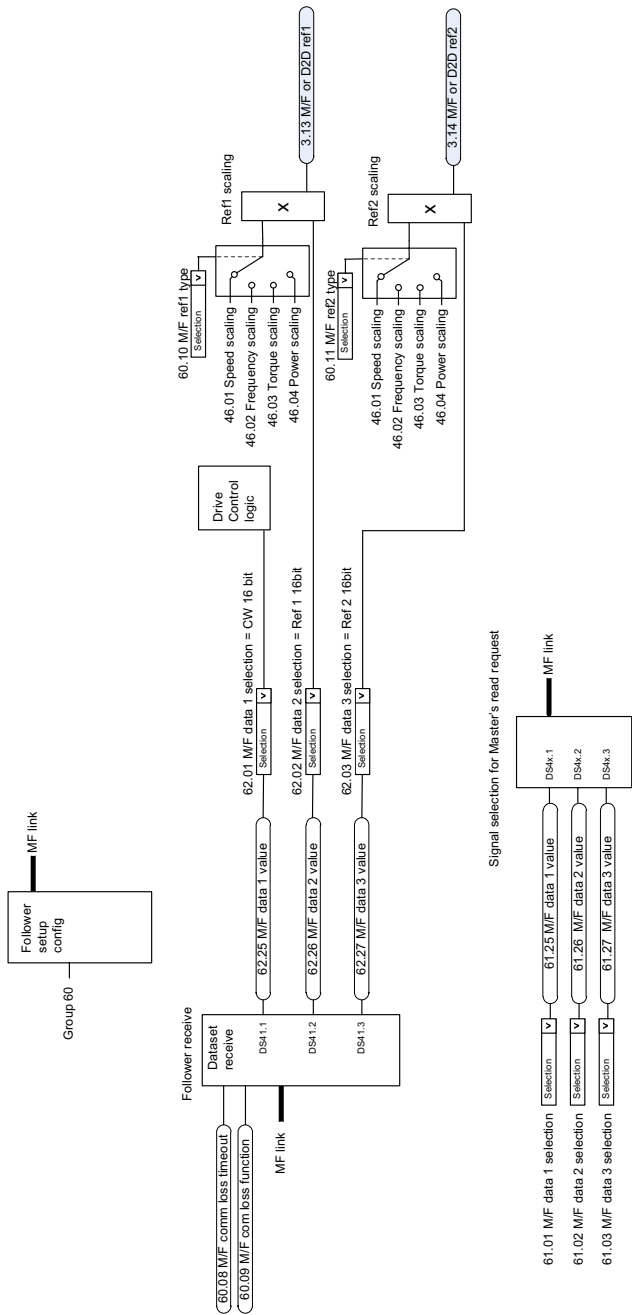 Group 60
Follower
setup
config
MF link
Follower receive
60.08 M/F comm loss timeout
60.09 M/F com loss function
Dataset
receive
MF link
DS41.1
DS41.2
DS41.3
62.25 M/F data 1 value
62.26 M/F data 2 value
62.27 M/F data 3 value
62.01 M/F data 1 selection = CW 16 bit
Selection
v
62.02 M/F data 2 selection = Ref 1 16bit
Selection
v
62.03 M/F data 3 selection = Ref 2 16bit
Selection
v
Drive
Control
logic
60.10 M/F ref1 type
Selection
v
46.01 Speed scaling
46.02 Frequency scaling
46.03 Torque scaling
46.04 Power scaling
Ref1 scaling
X
3.13 M/F or D2D ref1
60.11 M/F ref2 type
Selection
v
46.01 Speed scaling
46.02 Frequency scaling
46.03 Torque scaling
46.04 Power scaling
Ref2 scaling
X
3.14 M/F or D2D ref2
Signal selection for Master's read request
61.01 M/F data 1 selection
Selection
v
61.25 M/F data 1 value
DS4x.1
61.02 M/F data 2 selection
Selection
v
61.26 M/F data 2 value
DS4x.2
61.03 M/F data 3 selection
Selection
v
61.27 M/F data 3 value
DS4x.3
MF link